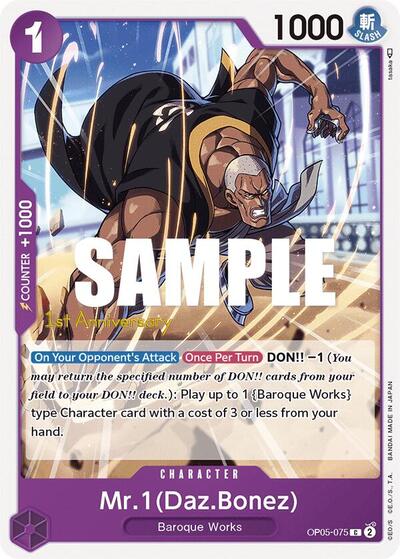 1
1000
斬
SLASH
tasaka
COUNTER +1000
SAMPLE
1st Anniversary
On Your Opponent's Attack Once Per Turn DON!! −1 (You
may return the specified number of DON!! cards from your
field to your DON!! deck.): Play up to 1 {Baroque Works}
type Character card with a cost of 3 or less from your
hand.
CHARACTER
Mr.1(Daz.Bonez)
Baroque Works
OP05-075 C 2
BANDAI MADE IN JAPAN
©E.O./S., T.A.
©ED/S